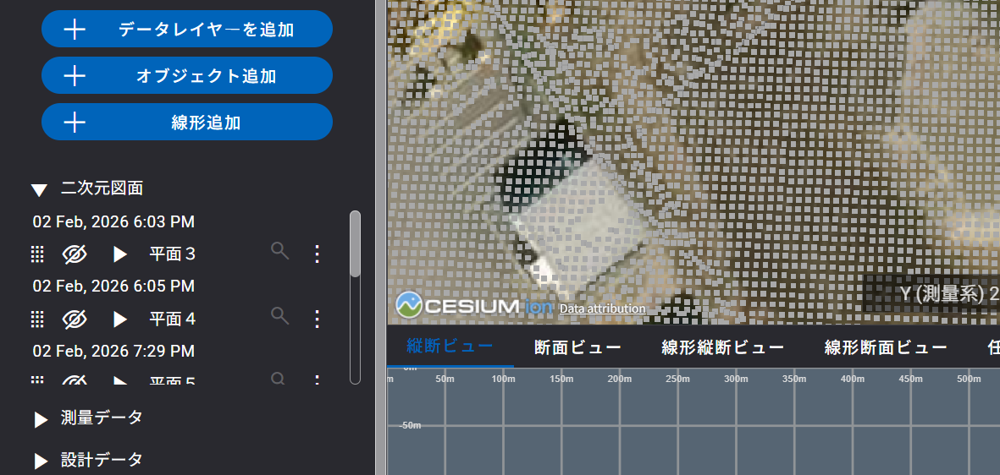 データレイヤーを追加
オブジェクト追加
線形追加
二次元図面
02 Feb, 2026 6:03 PM
平面３
02 Feb, 2026 6:05 PM
平面４
02 Feb, 2026 7:29 PM
平面５
測量データ
設計データ
Y (測量系) 2
CESIUM ion Data attribution
縦断ビュー 断面ビュー 線形縦断ビュー 線形断面ビュー 任
0m
m 50m 100m 150m 200m 250m 300m 350m 400m 450m 500m
-50m